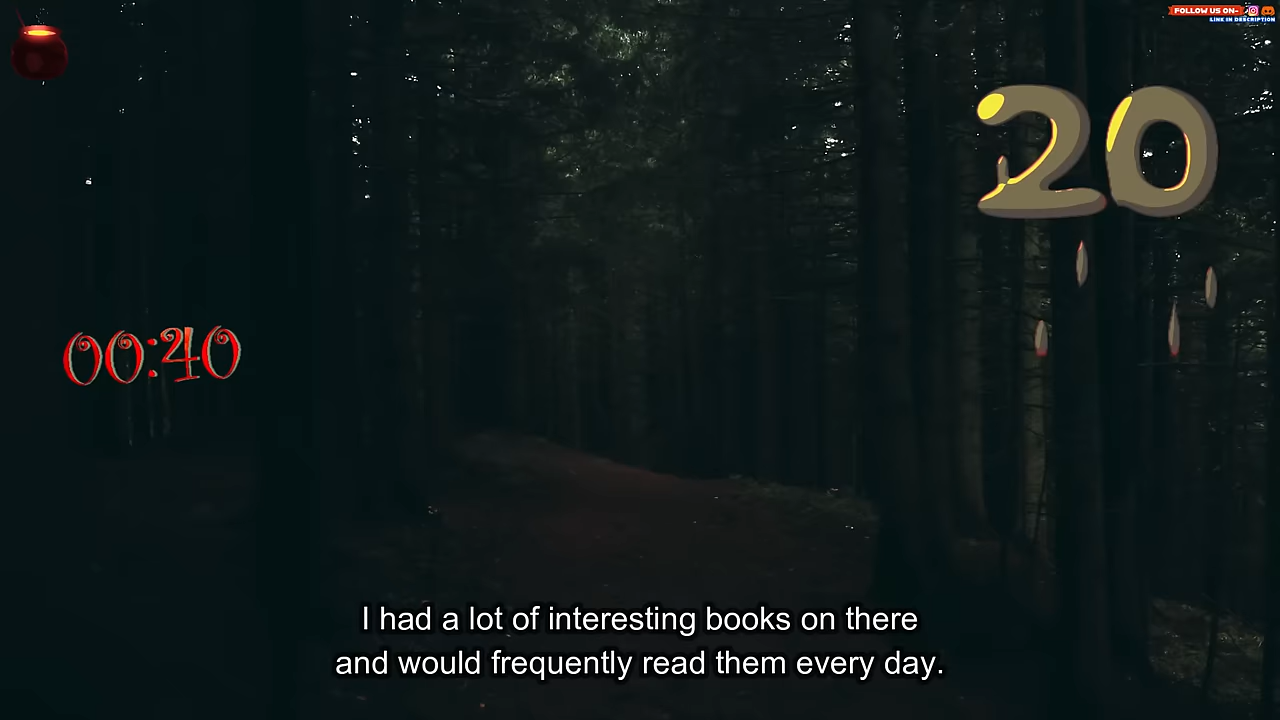 FOLLOW US ON-
LINK IN DESCRIPTION
20
00:40
I had a lot of interesting books on there
and would frequently read them every day.